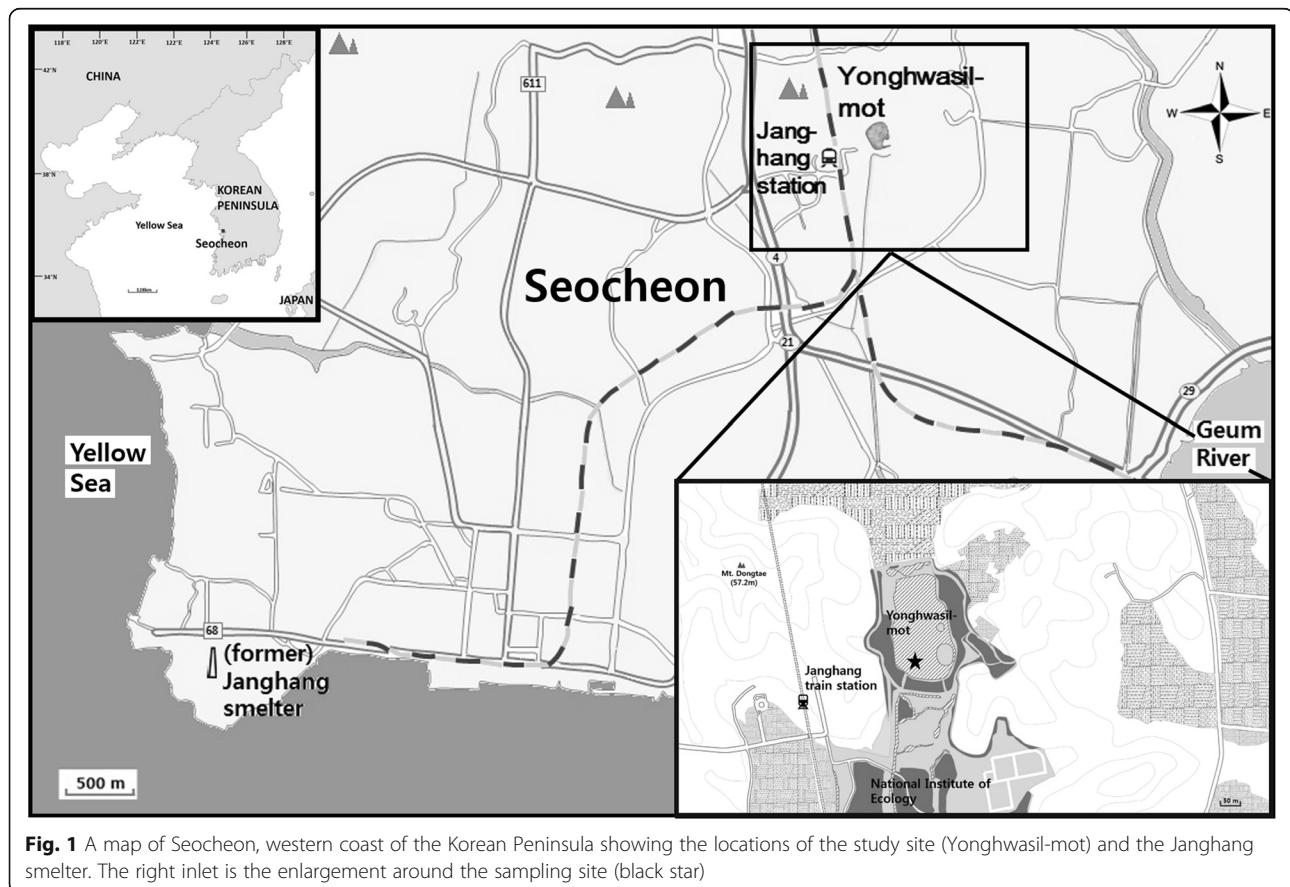 118°E 120°E 122°E 122°E 124°E 126°E 128°E
42°N
CHINA
38°N
KOREAN
PENINSULA
Yellow Sea
Seocheon
34°N
JAPAN
611
Yonghwasil-
mot
Jang-
hang
station
N
W E
S
4
Seocheon
21
29
Geum
River
Yellow
Sea
68
(former)
Janghang
smelter
500 m
Mt. Dongtae
(57.2m)
Yonghwasil-
mot
Janghang
train station
National Institute of
Ecology
50 m
Fig. 1 A map of Seocheon, western coast of the Korean Peninsula showing the locations of the study site (Yonghwasil-mot) and the Janghang
smelter. The right inlet is the enlargement around the sampling site (black star)